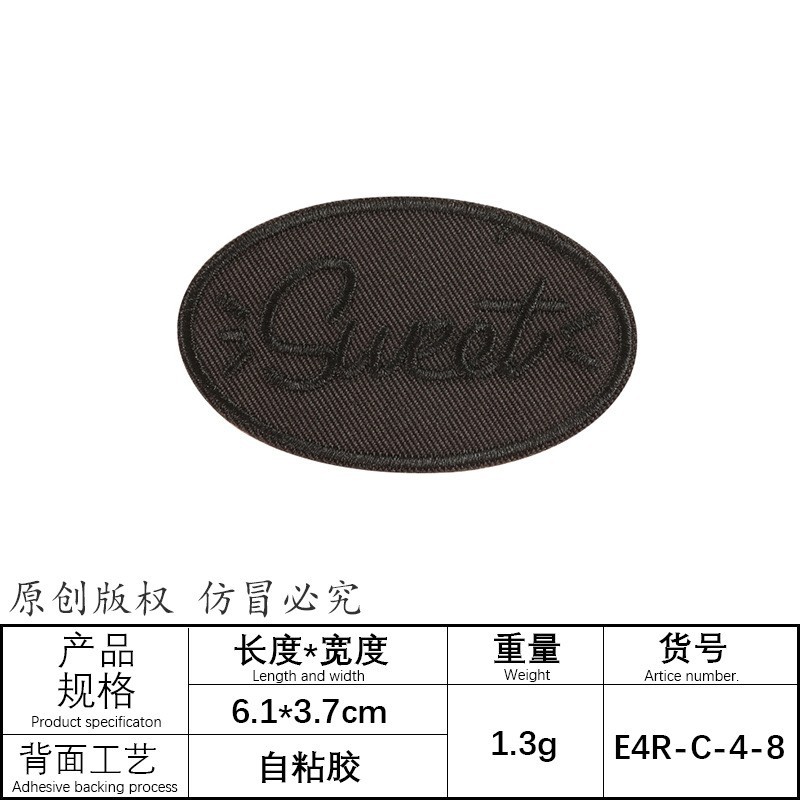 Sweet
原创版权 仿冒必究
产品
规格
Product specificaton
长度*宽度
Length and width
重量
Weight
货号
Artice number.
6.1*3.7cm
1.3g
E4R-C-4-8
背面工艺
Adhesive backing process
自粘胶